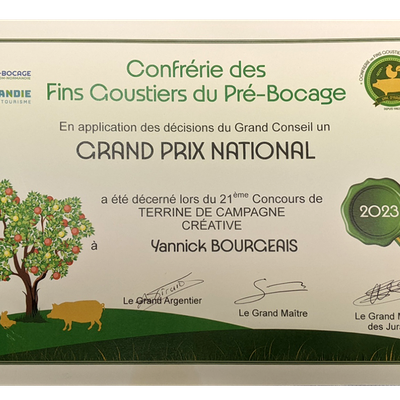 Confrérie des
Fins Goustiers du Pré-Bocage
-BOCAGE
ANDIE
TOURISME
En application des décisions du Grand Conseil un
GRAND PRIX NATIONAL
a été décerné lors du 21ème Concours de
TERRINE DE CAMPAGNE
CRÉATIVE
à Yannick BOURGEAIS
2023
Le Grand Argentier
Le Grand Maître
Le Grand M
des Jura